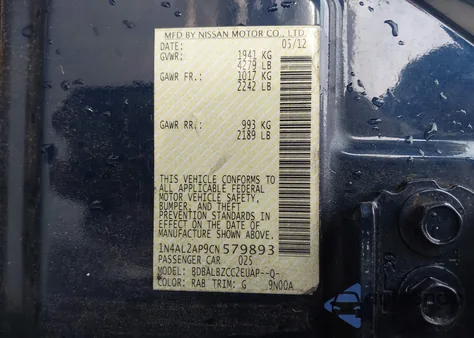 MFD BY NISSAN MOTOR CO., LTD.
DATE: 05/12
GVWR: 1941 KG
4279 LB
GAWR FR.: 1017 KG
2242 LB
GAWR RR.: 993 KG
2189 LB
THIS VEHICLE CONFORMS TO
ALL APPLICABLE FEDERAL
MOTOR VEHICLE SAFETY,
BUMPER, AND THEFT
PREVENTION STANDARDS IN
EFFECT ON THE DATE OF
MANUFACTURE SHOWN ABOVE.
1N4AL2AP9CN 579893
PASSENGER CAR 025
MODEL: BDBALBZCC2EUAP--Q-
COLOR: RAB TRIM: G 9N00A